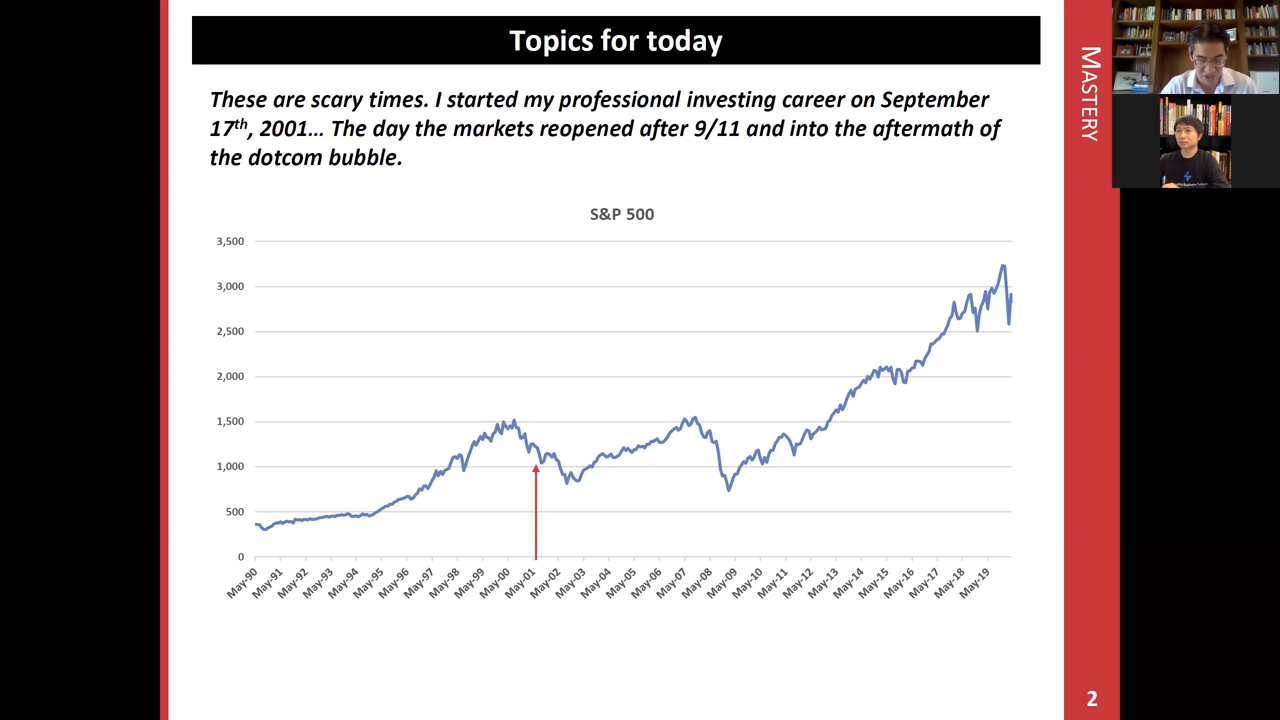 Topics for today
These are scary times. I started my professional investing career on September
17th, 2001… The day the markets reopened after 9/11 and into the aftermath of
the dotcom bubble.
S&P 500
3,500
3,000
2,500
2,000
1,500
1,000
500
0
May-90
May-91
May-92
May-93
May-94
May-95
May-96
May-97
May-98
May-99
May-00
May-01
May-02
May-03
May-04
May-05
May-06
May-07
May-08
May-09
May-10
May-11
May-12
May-13
May-14
May-15
May-16
May-17
May-18
May-19
MASTERY
2